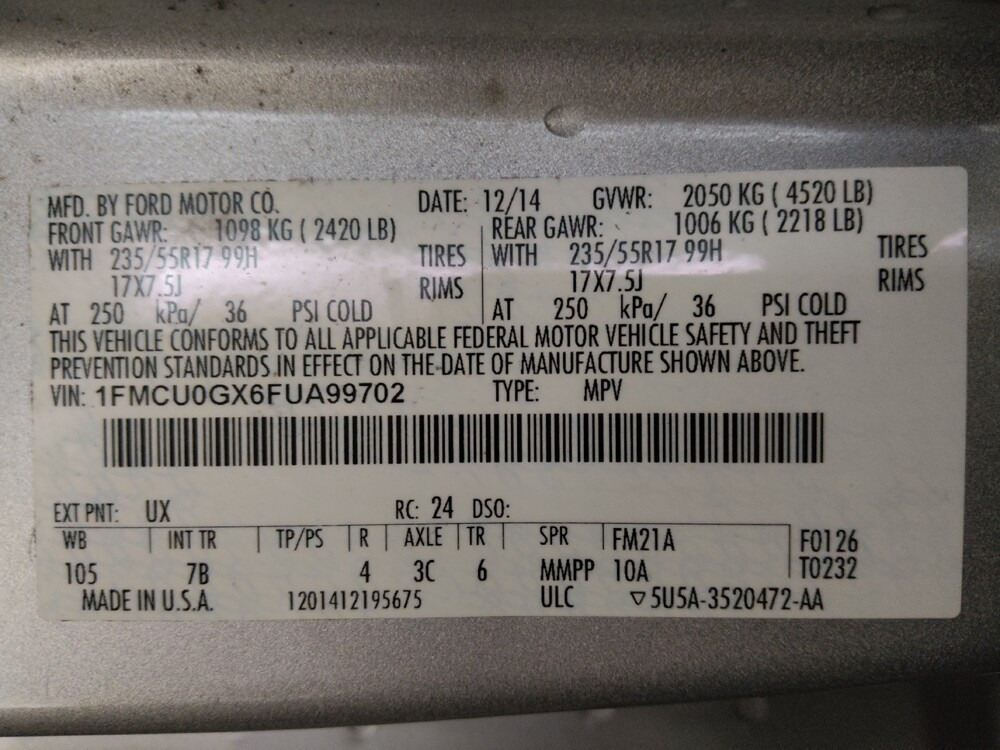 MFD. BY FORD MOTOR CO. DATE: 12/14 GVWR: 2050 KG ( 4520 LB)
FRONT GAWR: 1098 KG ( 2420 LB) REAR GAWR: 1006 KG ( 2218 LB)
WITH 235/55R17 99H TIRES WITH 235/55R17 99H TIRES
17X7.5J RIMS 17X7.5J RIMS
AT 250 kPa/ 36 PSI COLD AT 250 kPa/ 36 PSI COLD
THIS VEHICLE CONFORMS TO ALL APPLICABLE FEDERAL MOTOR VEHICLE SAFETY AND THEFT
PREVENTION STANDARDS IN EFFECT ON THE DATE OF MANUFACTURE SHOWN ABOVE.
VIN: 1FMCU0GX6FUA99702 TYPE: MPV
EXT PNT: UX RC: 24 DSO:
WB INT TR TP/PS R AXLE TR SPR FM21A F0126
105 7B 4 3C 6 MMPP 10A T0232
MADE IN U.S.A. 1201412195675 ULC ▽5U5A-3520472-AA